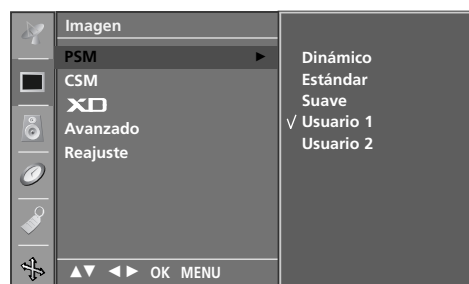 Imagen
PSM ►
CSM
XD
Avanzado
Reajuste
▲▼ ◄► OK MENU
Dinámico
Estándar
Suave
√ Usuario 1
Usuario 2